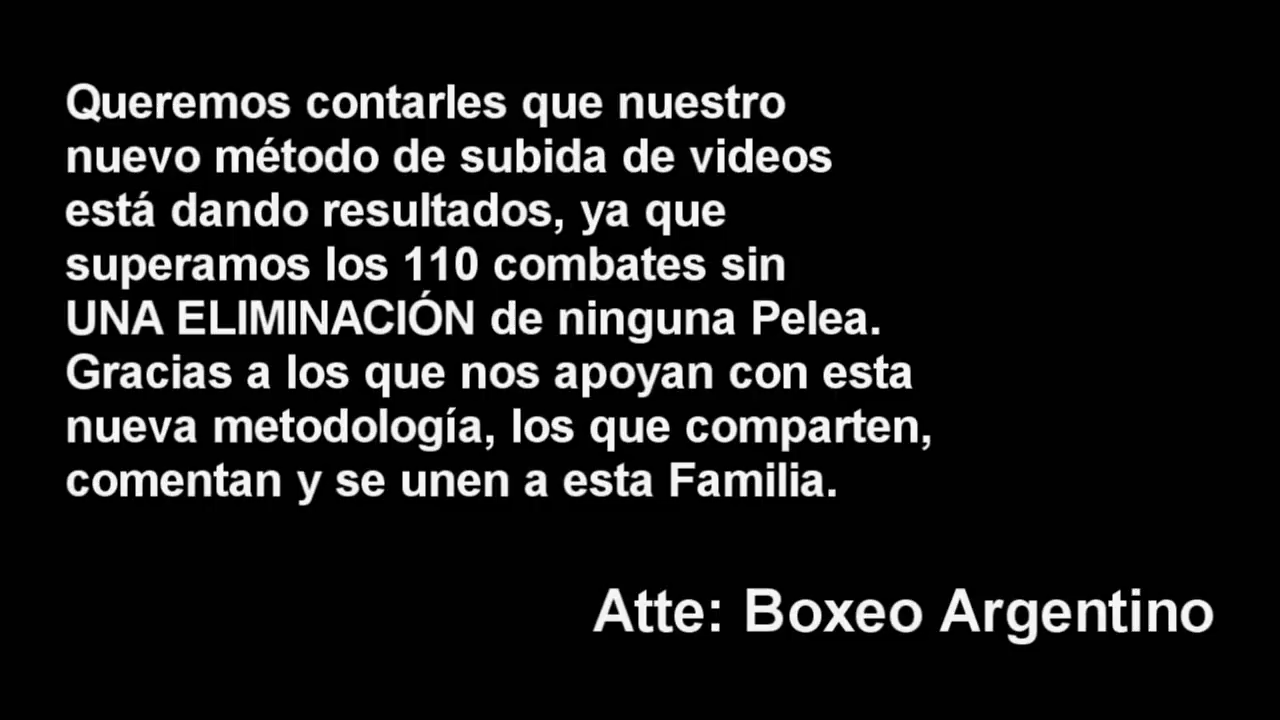 Queremos contarles que nuestro
nuevo método de subida de videos
está dando resultados, ya que
superamos los 110 combates sin
UNA ELIMINACIÓN de ninguna Pelea.
Gracias a los que nos apoyan con esta
nueva metodología, los que comparten,
comentan y se unen a esta Familia.
Atte: Boxeo Argentino